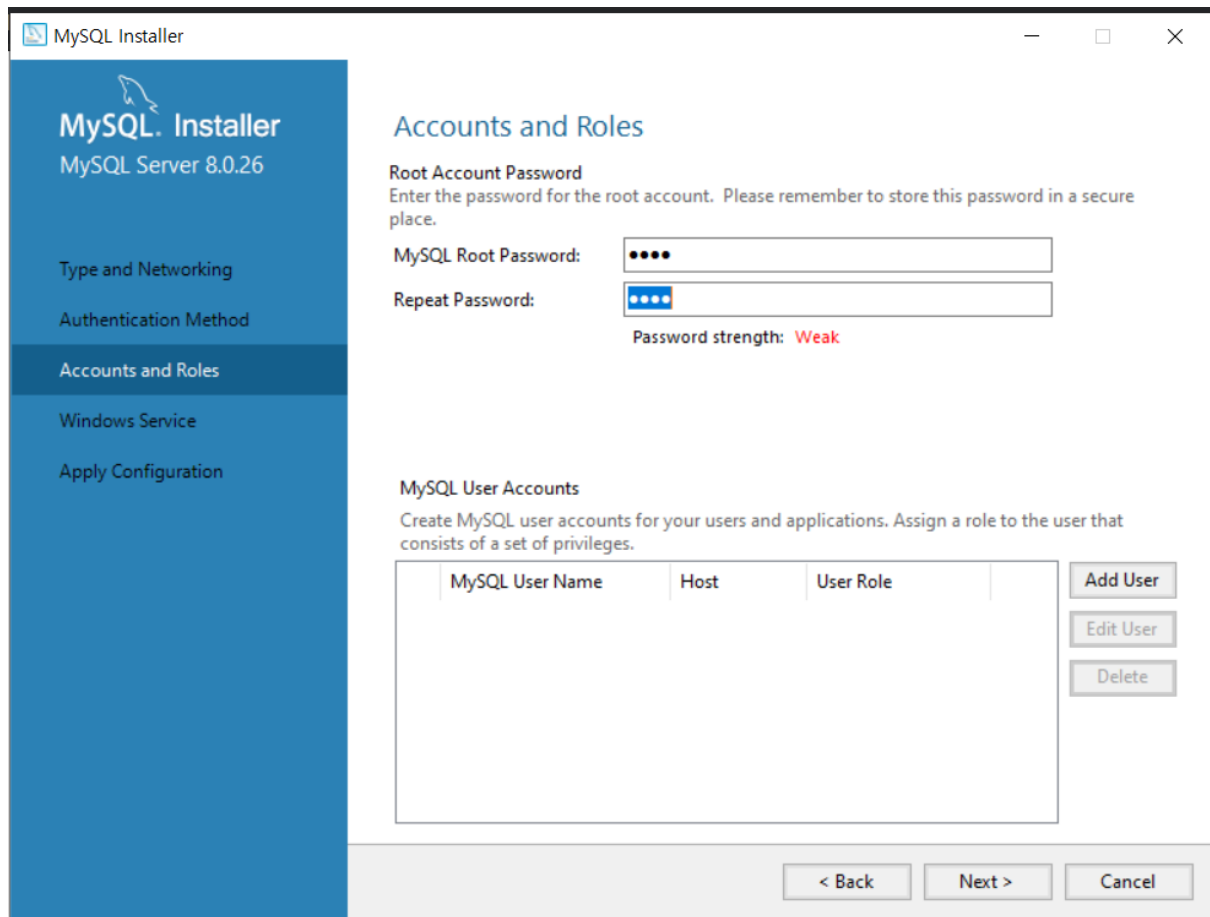 MySQL Installer
MySQL. Installer
MySQL Server 8.0.26
Type and Networking
Authentication Method
Accounts and Roles
Windows Service
Apply Configuration
Accounts and Roles
Root Account Password
Enter the password for the root account.  Please remember to store this password in a secure
place.
MySQL Root Password: ●●●●
Repeat Password: ●●●●
Password strength: Weak
MySQL User Accounts
Create MySQL user accounts for your users and applications. Assign a role to the user that
consists of a set of privileges.
MySQL User Name Host User Role
Add User
Edit User
Delete
< Back Next > Cancel